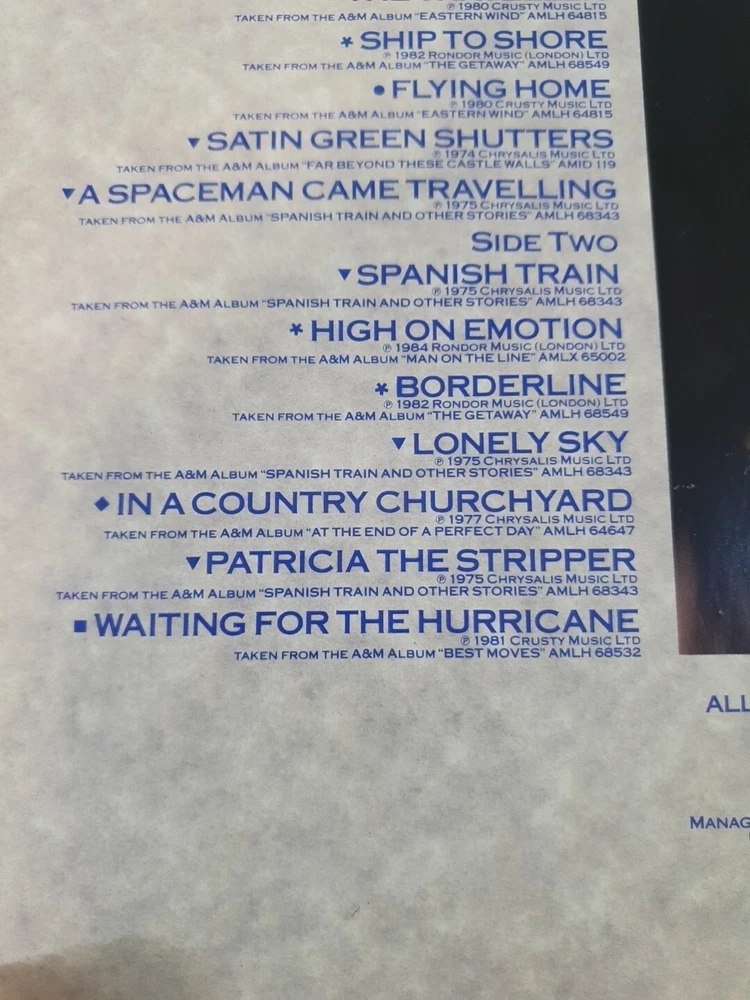 ℗ 1980 CRUSTY MUSIC LTD
TAKEN FROM THE A&M ALBUM "EASTERN WIND" AMLH 64815
* SHIP TO SHORE
℗ 1982 RONDOR MUSIC (LONDON) LTD
TAKEN FROM THE A&M ALBUM "THE GETAWAY" AMLH 68549
● FLYING HOME
℗ 1980 CRUSTY MUSIC LTD
TAKEN FROM THE A&M ALBUM "EASTERN WIND" AMLH 64815
▼ SATIN GREEN SHUTTERS
℗ 1974 CHRYSALIS MUSIC LTD
TAKEN FROM THE A&M ALBUM "FAR BEYOND THESE CASTLE WALLS" AMID 119
▼ A SPACEMAN CAME TRAVELLING
℗ 1975 CHRYSALIS MUSIC LTD
TAKEN FROM THE A&M ALBUM "SPANISH TRAIN AND OTHER STORIES" AMLH 68343
SIDE TWO
▼ SPANISH TRAIN
℗ 1975 CHRYSALIS MUSIC LTD
TAKEN FROM THE A&M ALBUM "SPANISH TRAIN AND OTHER STORIES" AMLH 68343
* HIGH ON EMOTION
℗ 1984 RONDOR MUSIC (LONDON) LTD
TAKEN FROM THE A&M ALBUM "MAN ON THE LINE" AMLX 65002
* BORDERLINE
℗ 1982 RONDOR MUSIC (LONDON) LTD
TAKEN FROM THE A&M ALBUM "THE GETAWAY" AMLH 68549
▼ LONELY SKY
℗ 1975 CHRYSALIS MUSIC LTD
TAKEN FROM THE A&M ALBUM "SPANISH TRAIN AND OTHER STORIES" AMLH 68343
◆ IN A COUNTRY CHURCHYARD
℗ 1977 CHRYSALIS MUSIC LTD
TAKEN FROM THE A&M ALBUM "AT THE END OF A PERFECT DAY" AMLH 64647
▼ PATRICIA THE STRIPPER
℗ 1975 CHRYSALIS MUSIC LTD
TAKEN FROM THE A&M ALBUM "SPANISH TRAIN AND OTHER STORIES" AMLH 68343
■ WAITING FOR THE HURRICANE
℗ 1981 CRUSTY MUSIC LTD
TAKEN FROM THE A&M ALBUM "BEST MOVES" AMLH 68532
ALL
MANAG